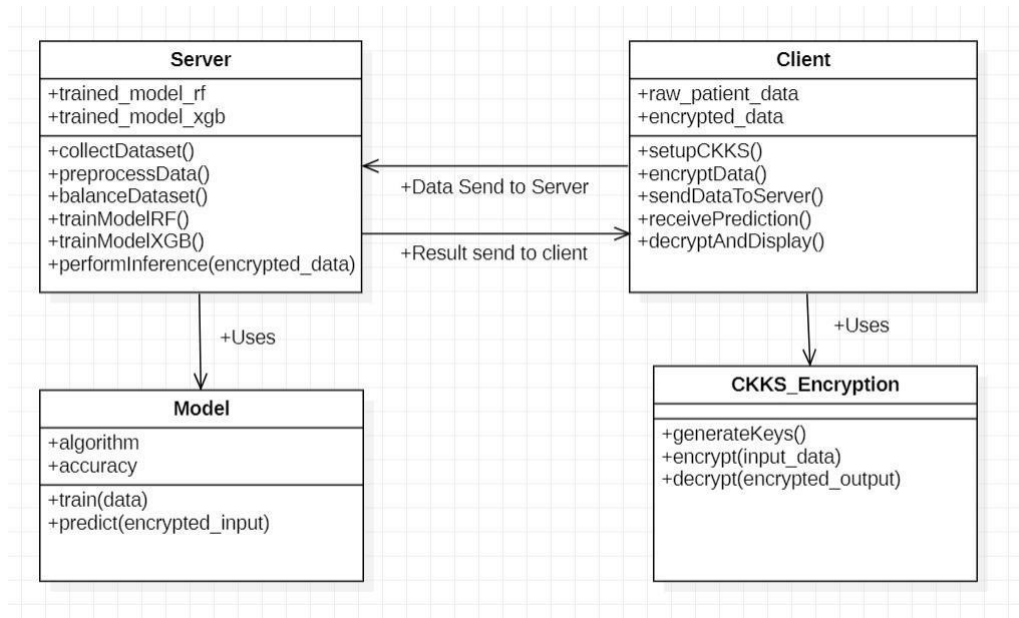 Server
+trained_model_rf
+trained_model_xgb
+collectDataset()
+preprocessData()
+balanceDataset()
+trainModelRF()
+trainModelXGB()
+performInference(encrypted_data)
Client
+raw_patient_data
+encrypted_data
+setupCKKS()
+encryptData()
+sendDataToServer()
+receivePrediction()
+decryptAndDisplay()
+Data Send to Server
+Result send to client
+Uses
+Uses
Model
+algorithm
+accuracy
+train(data)
+predict(encrypted_input)
CKKS_Encryption
+generateKeys()
+encrypt(input_data)
+decrypt(encrypted_output)